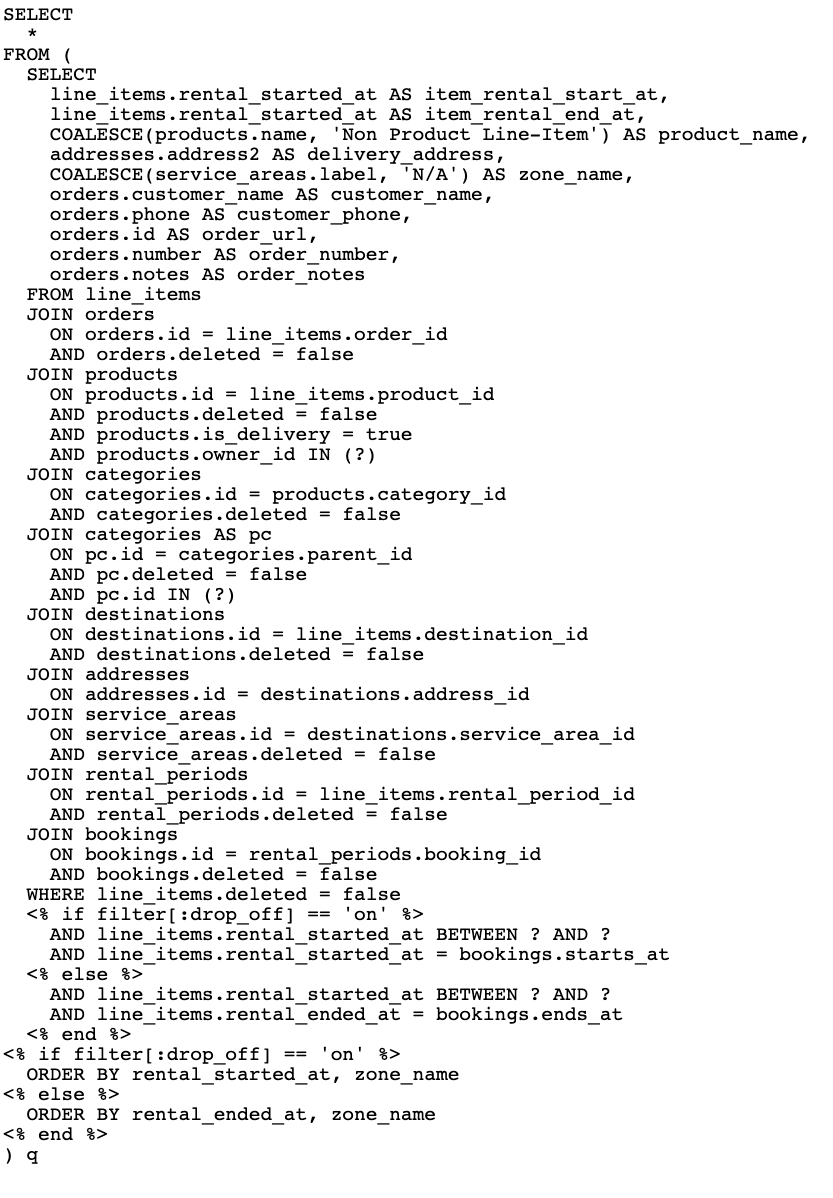 SELECT
  *
FROM (
  SELECT
    line_items.rental_started_at AS item_rental_start_at,
    line_items.rental_started_at AS item_rental_end_at,
    COALESCE(products.name, 'Non Product Line-Item') AS product_name,
    addresses.address2 AS delivery_address,
    COALESCE(service_areas.label, 'N/A') AS zone_name,
    orders.customer_name AS customer_name,
    orders.phone AS customer_phone,
    orders.id AS order_url,
    orders.number AS order_number,
    orders.notes AS order_notes
  FROM line_items
  JOIN orders
    ON orders.id = line_items.order_id
    AND orders.deleted = false
  JOIN products
    ON products.id = line_items.product_id
    AND products.deleted = false
    AND products.is_delivery = true
    AND products.owner_id IN (?)
  JOIN categories
    ON categories.id = products.category_id
    AND categories.deleted = false
  JOIN categories AS pc
    ON pc.id = categories.parent_id
    AND pc.deleted = false
    AND pc.id IN (?)
  JOIN destinations
    ON destinations.id = line_items.destination_id
    AND destinations.deleted = false
  JOIN addresses
    ON addresses.id = destinations.address_id
  JOIN service_areas
    ON service_areas.id = destinations.service_area_id
    AND service_areas.deleted = false
  JOIN rental_periods
    ON rental_periods.id = line_items.rental_period_id
    AND rental_periods.deleted = false
  JOIN bookings
    ON bookings.id = rental_periods.booking_id
    AND bookings.deleted = false
  WHERE line_items.deleted = false
  <% if filter[:drop_off] == 'on' %>
    AND line_items.rental_started_at BETWEEN ? AND ?
    AND line_items.rental_started_at = bookings.starts_at
  <% else %>
    AND line_items.rental_started_at BETWEEN ? AND ?
    AND line_items.rental_ended_at = bookings.ends_at
  <% end %>
<% if filter[:drop_off] == 'on' %>
  ORDER BY rental_started_at, zone_name
<% else %>
  ORDER BY rental_ended_at, zone_name
<% end %>
) q